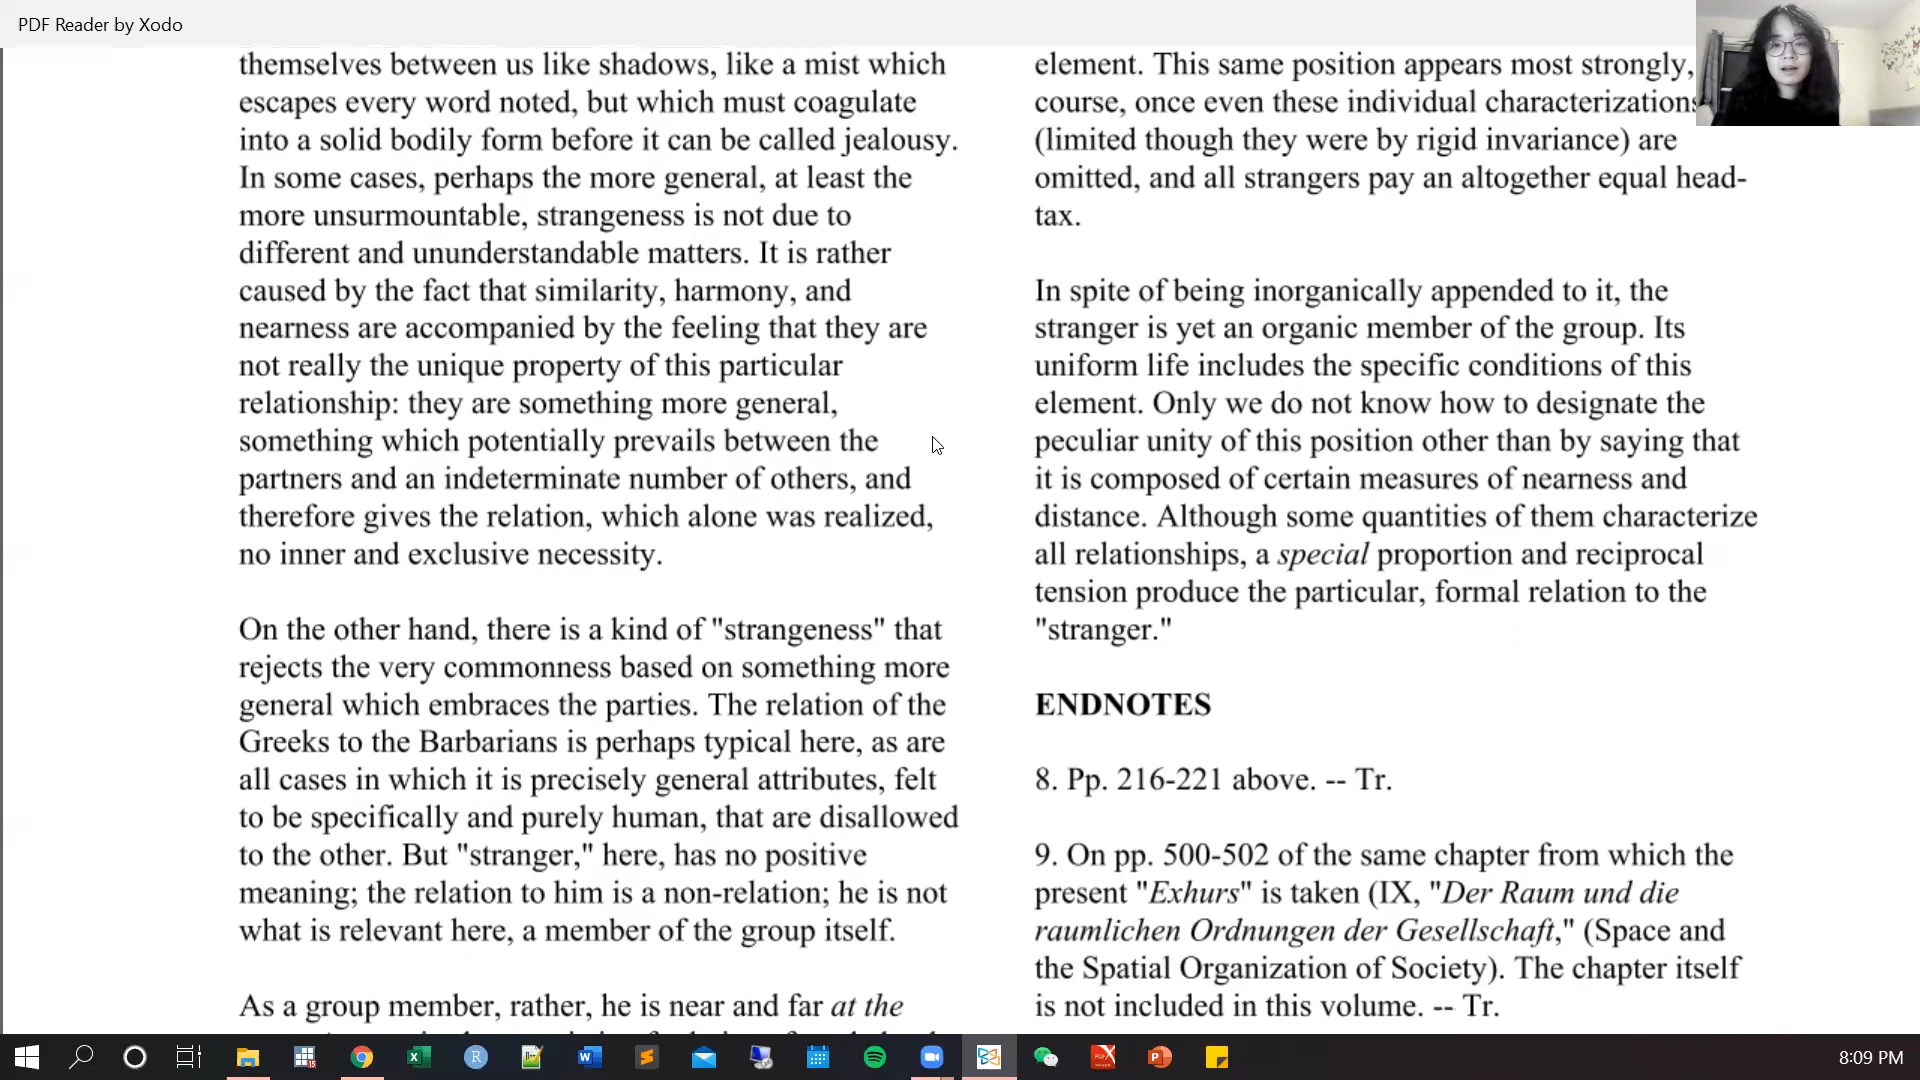 PDF Reader by Xodo
themselves between us like shadows, like a mist which
escapes every word noted, but which must coagulate
into a solid bodily form before it can be called jealousy.
In some cases, perhaps the more general, at least the
more unsurmountable, strangeness is not due to
different and ununderstandable matters. It is rather
caused by the fact that similarity, harmony, and
nearness are accompanied by the feeling that they are
not really the unique property of this particular
relationship: they are something more general,
something which potentially prevails between the
partners and an indeterminate number of others, and
therefore gives the relation, which alone was realized,
no inner and exclusive necessity.
On the other hand, there is a kind of "strangeness" that
rejects the very commonness based on something more
general which embraces the parties. The relation of the
Greeks to the Barbarians is perhaps typical here, as are
all cases in which it is precisely general attributes, felt
to be specifically and purely human, that are disallowed
to the other. But "stranger," here, has no positive
meaning; the relation to him is a non-relation; he is not
what is relevant here, a member of the group itself.
As a group member, rather, he is near and far at the
element. This same position appears most strongly,
course, once even these individual characterizations
(limited though they were by rigid invariance) are
omitted, and all strangers pay an altogether equal head-
tax.
In spite of being inorganically appended to it, the
stranger is yet an organic member of the group. Its
uniform life includes the specific conditions of this
element. Only we do not know how to designate the
peculiar unity of this position other than by saying that
it is composed of certain measures of nearness and
distance. Although some quantities of them characterize
all relationships, a special proportion and reciprocal
tension produce the particular, formal relation to the
"stranger."
ENDNOTES
8. Pp. 216-221 above. -- Tr.
9. On pp. 500-502 of the same chapter from which the
present "Exhurs" is taken (IX, "Der Raum und die
raumlichen Ordnungen der Gesellschaft," (Space and
the Spatial Organization of Society). The chapter itself
is not included in this volume. -- Tr.
8:09 PM